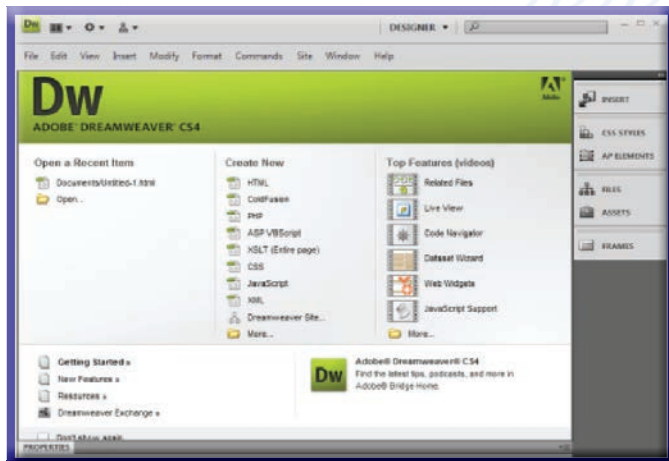 Dw DESIGNER
File Edit View Insert Modify Format Commands Site Window Help
Dw
ADOBE® DREAMWEAVER® CS4
Adobe
Open a Recent Item
Documents/Untitled-1.html
Open...
Create New
HTML
ColdFusion
PHP
ASP VBScript
XSLT (Entire page)
CSS
JavaScript
XML
Dreamweaver Site...
More...
Top Features (videos)
Related Files
Live View
Code Navigator
Dataset Wizard
Web Widgets
JavaScript Support
More...
INSERT
CSS STYLES
AP ELEMENTS
FILES
ASSETS
FRAMES
Getting Started »
New Features »
Resources »
Dreamweaver Exchange »
Dw
Adobe® Dreamweaver® CS4
Find the latest tips, podcasts, and more in
Adobe® Bridge Home.
Don't show again
PROPERTIES